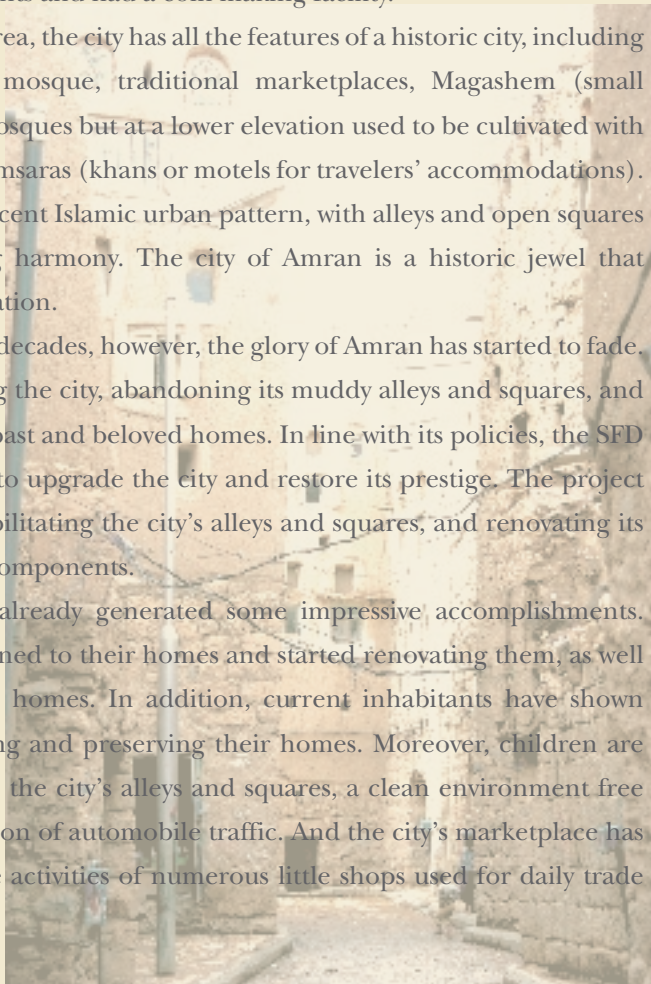 rea, the city has all the features of a historic city, including
mosque, traditional marketplaces, Magashem (small
osques but at a lower elevation used to be cultivated with
msaras (khans or motels for travelers’ accommodations).
cent Islamic urban pattern, with alleys and open squares
harmony. The city of Amran is a historic jewel that
ation.
decades, however, the glory of Amran has started to fade.
g the city, abandoning its muddy alleys and squares, and
past and beloved homes. In line with its policies, the SFD
to upgrade the city and restore its prestige. The project
bilitating the city’s alleys and squares, and renovating its
omponents.
already generated some impressive accomplishments.
ned to their homes and started renovating them, as well
homes. In addition, current inhabitants have shown
ng and preserving their homes. Moreover, children are
the city’s alleys and squares, a clean environment free
on of automobile traffic. And the city’s marketplace has
activities of numerous little shops used for daily trade